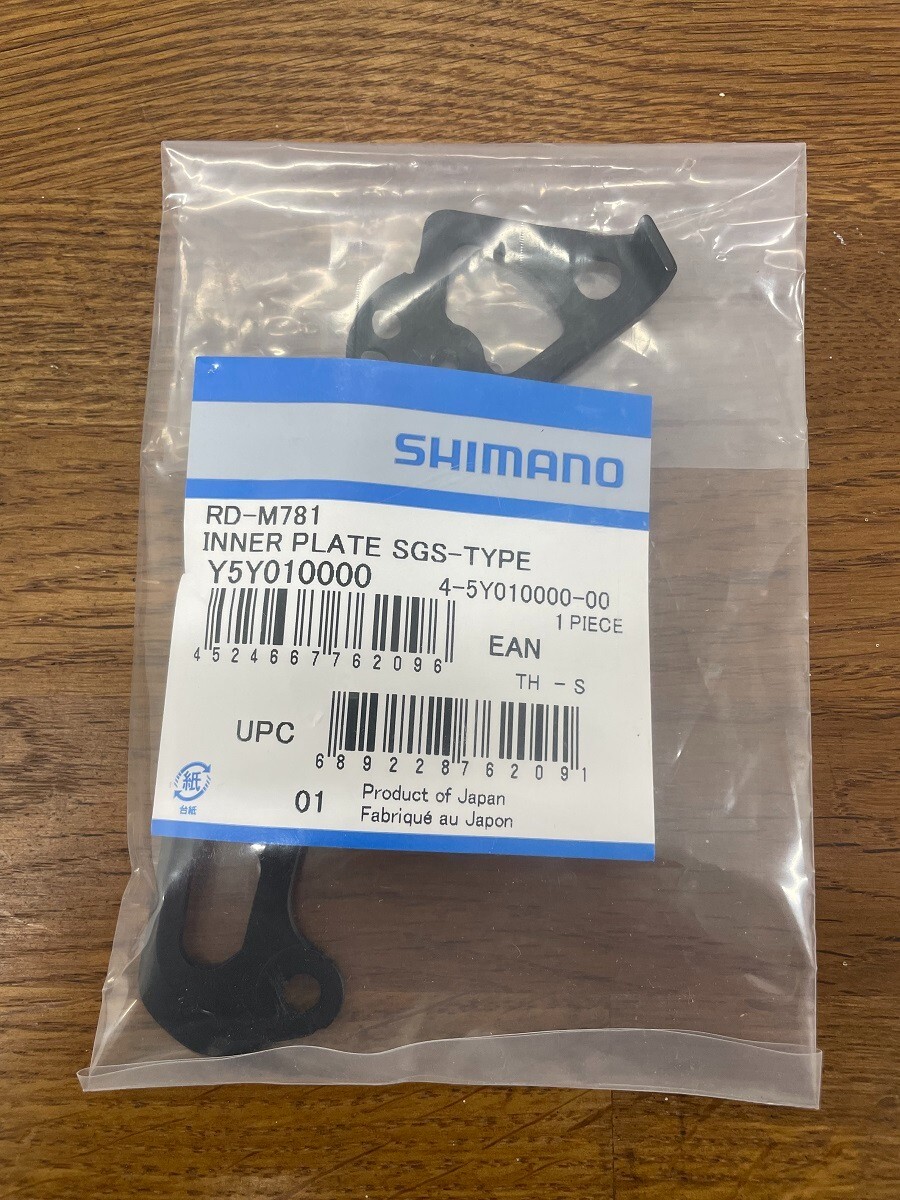 SHIMANO
RD-M781
INNER PLATE SGS-TYPE
Y5Y010000
4-5Y010000-00
1 PIECE
4524667762096
EAN
TH - S
UPC
689228762091
紙
台紙
01
Product of Japan
Fabriqué au Japon